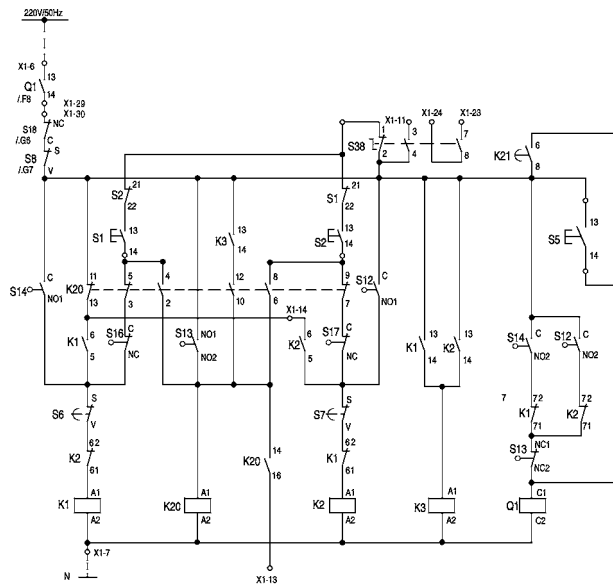 220V/50Hz
X1-6
13
Q1
14
/.F8
X1-29
X1-30
NC
S18
/.G6
C
S8
S
/.G7
V
X1-11
X1-24
X1-23
1
3
7
S38
2
4
8
K21
6
8
S2
21
22
S1
21
22
S1
13
14
K3
13
14
S2
13
14
S5
13
14
S14
C
NO1
K20
11
13
5
3
4
2
12
10
8
6
9
7
S12
C
NO1
X1-14
K1
6
5
S16
C
NC
S13
NO1
NO2
K2
6
5
S17
C
NC
K1
13
14
K2
13
14
S14
C
NO2
S12
C
NO2
S6
S
V
S7
S
V
7
K1
72
71
K2
72
71
K2
62
61
K20
14
16
K1
62
61
S13
NC1
NC2
K1
A1
A2
K20
A1
A2
K2
A1
A2
K3
A1
A2
Q1
C1
C2
X1-7
N
X1-13